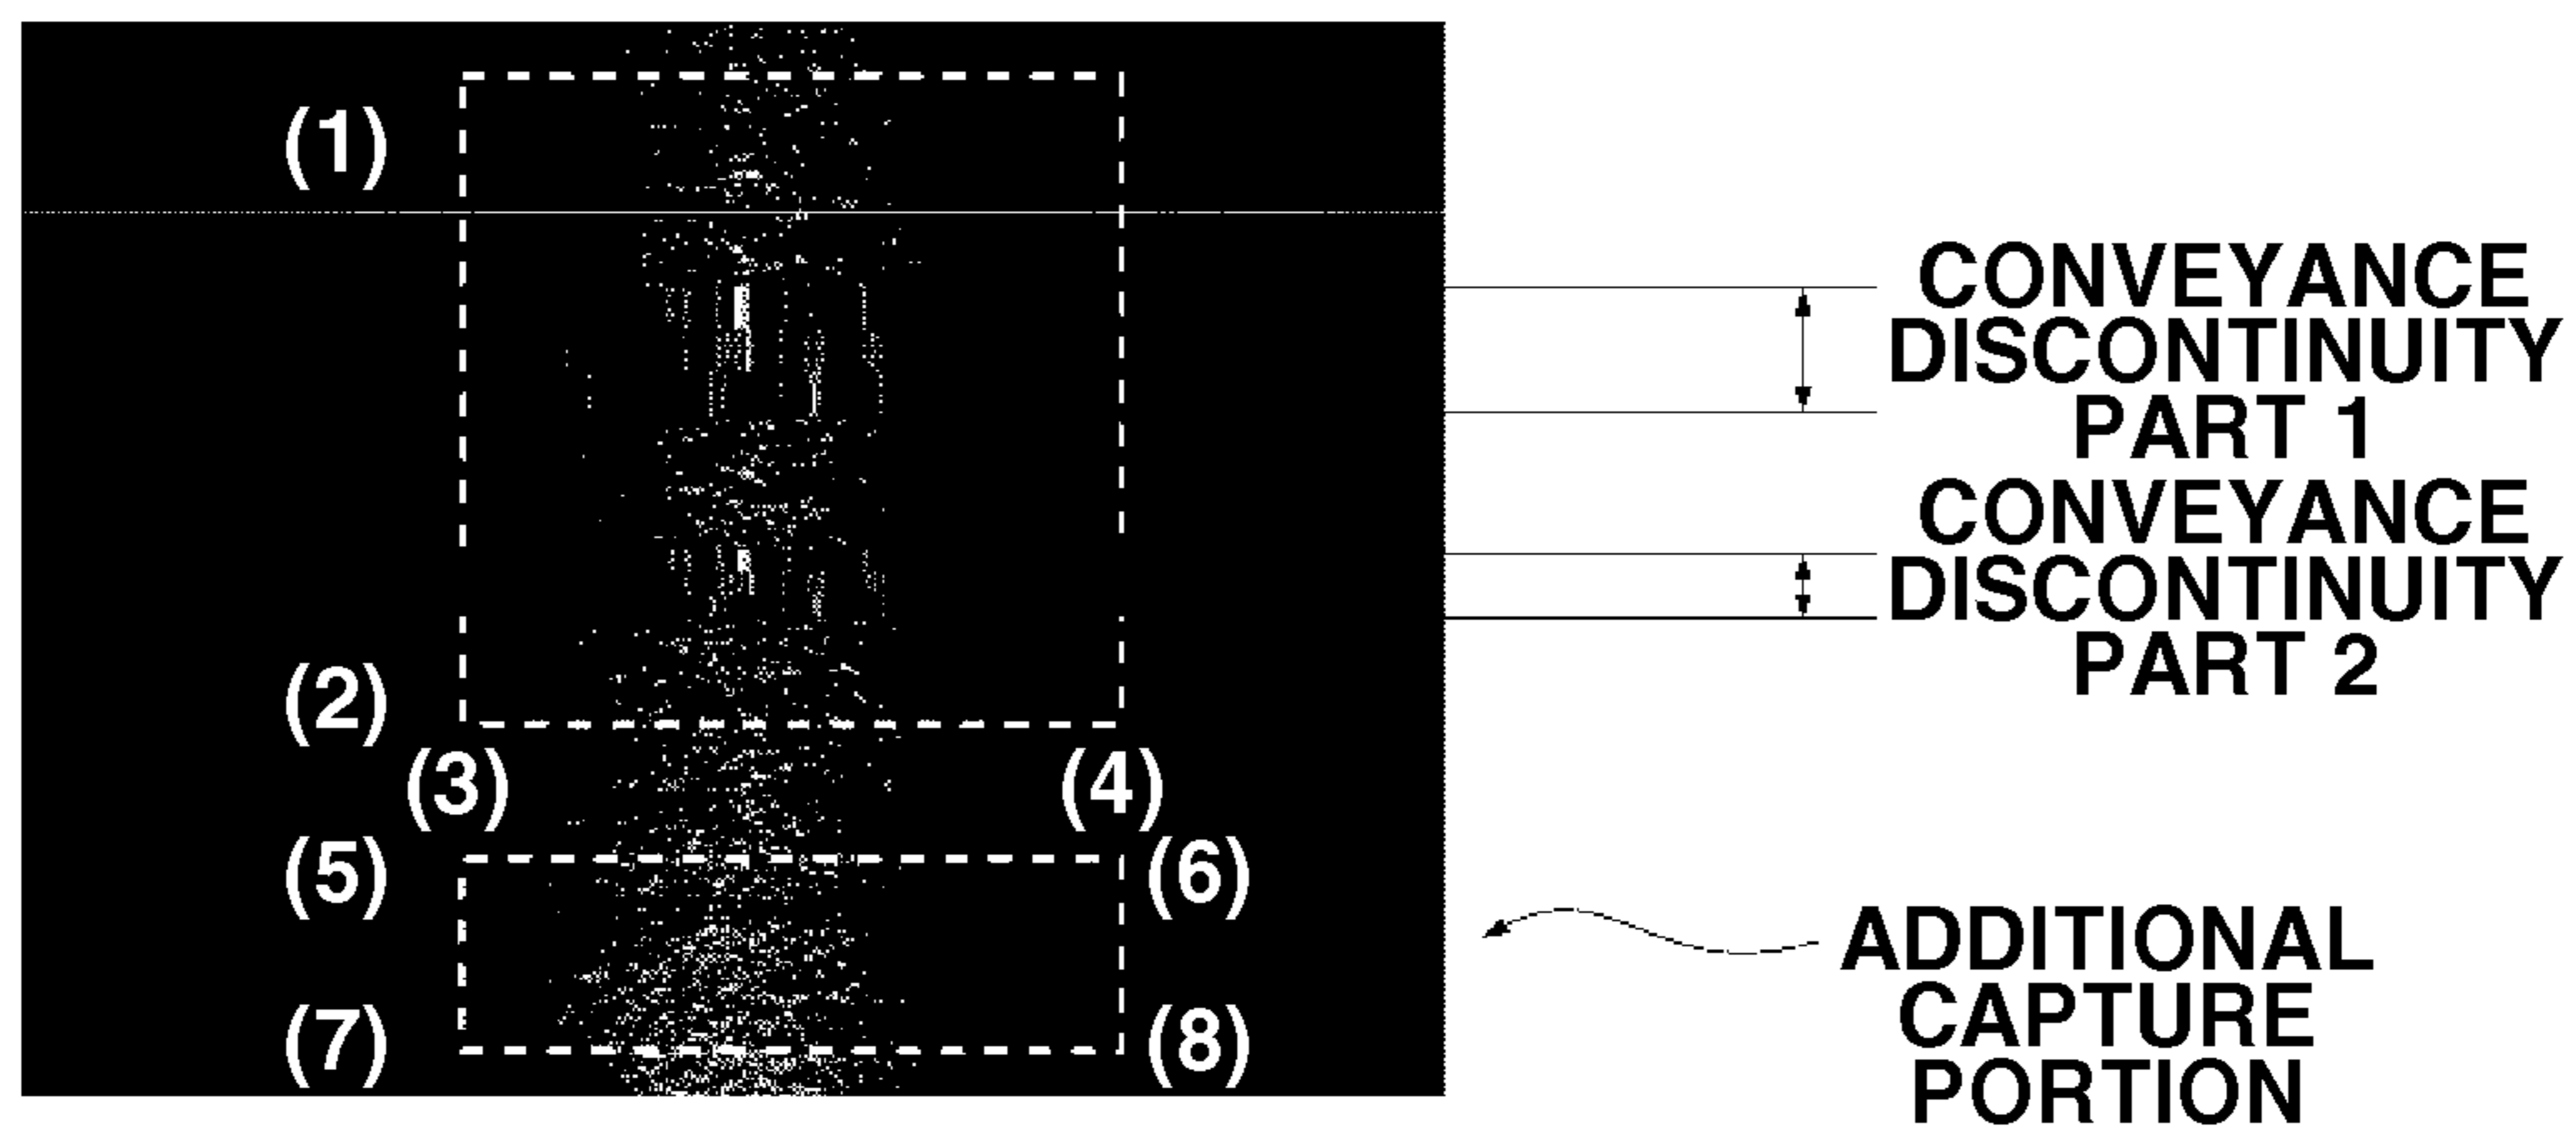 (1)
CONVEYANCE
DISCONTINUITY
PART 1
CONVEYANCE
DISCONTINUITY
PART 2
(2)
(3)
(4)
(5)
(6)
ADDITIONAL
CAPTURE
PORTION
(7)
(8)